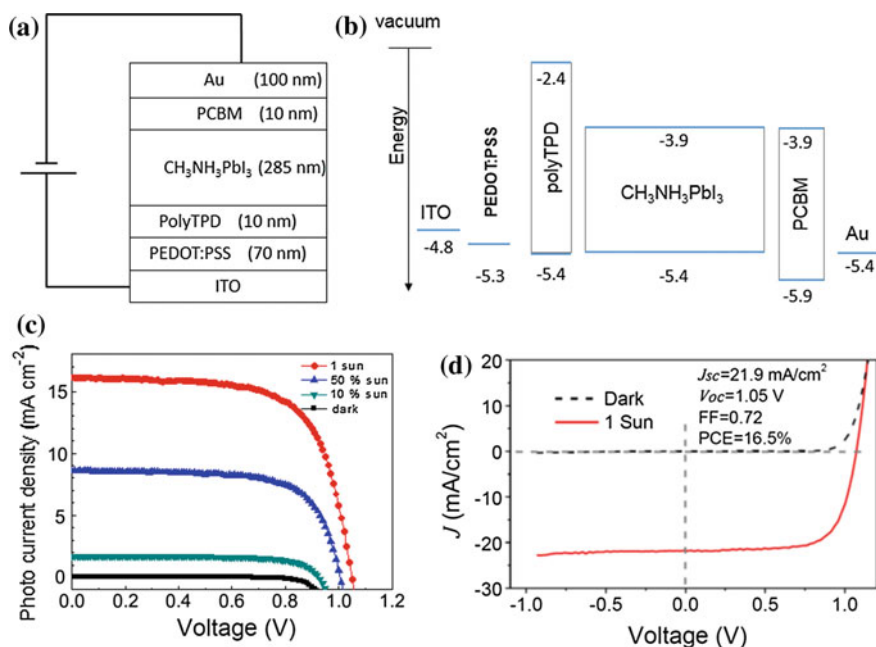 (a)
Au (100 nm)
PCBM (10 nm)
CH₃NH₃PbI₃ (285 nm)
PolyTPD (10 nm)
PEDOT:PSS (70 nm)
ITO
(b)
vacuum
Energy
ITO
-4.8
PEDOT:PSS
-5.3
-2.4
polyTPD
-5.4
-3.9
CH₃NH₃PbI₃
-5.4
-3.9
PCBM
-5.9
Au
-5.4
(c)
Photo current density (mA cm⁻²)
15
10
5
0
1 sun
50 % sun
10 % sun
dark
0.0 0.2 0.4 0.6 0.8 1.0 1.2
Voltage (V)
(d)
J (mA/cm²)
20
10
0
-10
-20
-30
Dark
1 Sun
Jsc=21.9 mA/cm²
Voc=1.05 V
FF=0.72
PCE=16.5%
-1.0 -0.5 0.0 0.5 1.0
Voltage (V)